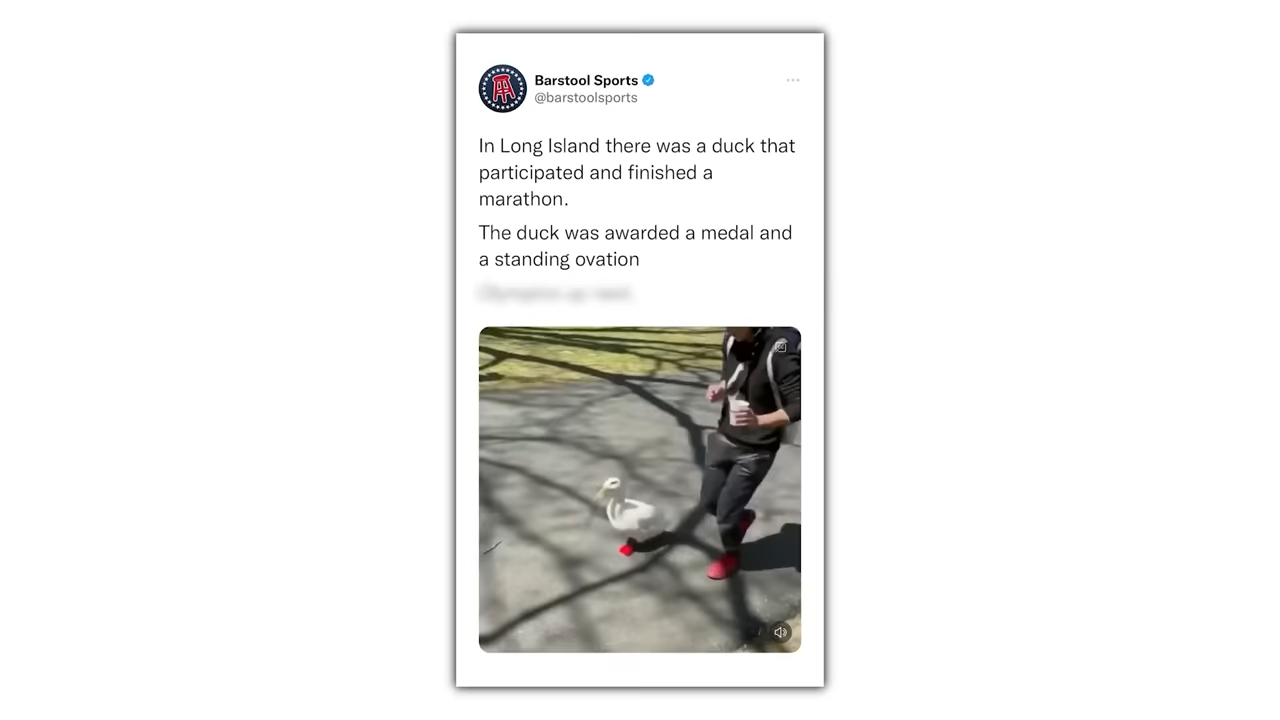 Barstool Sports
@barstoolsports
In Long Island there was a duck that
participated and finished a
marathon.
The duck was awarded a medal and
a standing ovation